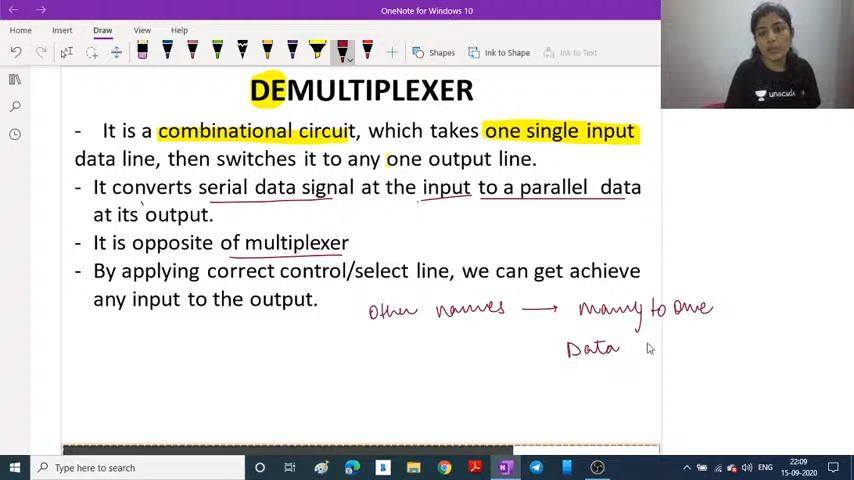 OneNote for Windows 10
Home Insert Draw View Help
Shapes Ink to Shape Ink to Text
unacademy
DEMULTIPLEXER
- It is a combinational circuit, which takes one single input
data line, then switches it to any one output line.
- It converts serial data signal at the input to a parallel data
at its output.
- It is opposite of multiplexer
- By applying correct control/select line, we can get achieve
any input to the output.
Other names → many to one
Data
Type here to search
ENG
22:09
15-09-2020